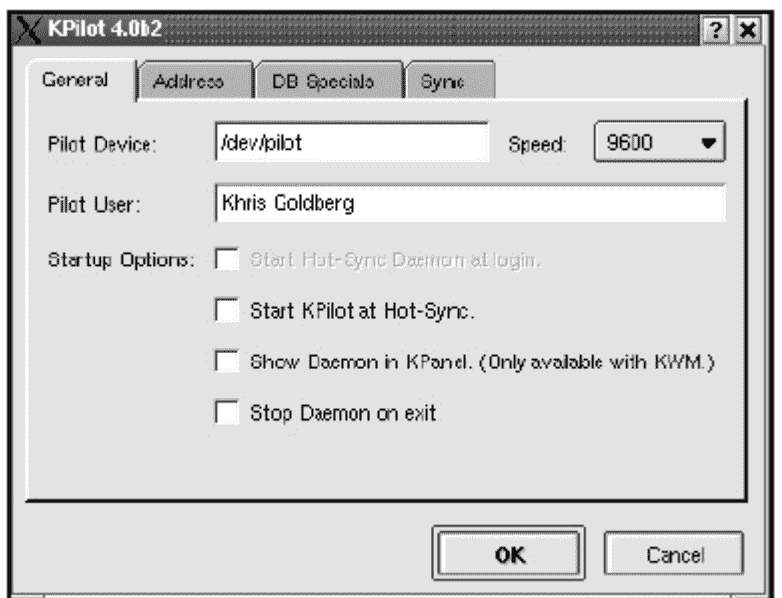 KPilot 4.0b2 ?
General Address DB Specials Sync
Pilot Device: /dev/pilot Speed: 9600
Pilot User: Khris Goldberg
Startup Options: Start Hot-Sync Daemon at login.
Start KPilot at Hot-Sync.
Show Daemon in KPanel. (Only available with KWM.)
Stop Daemon on exit
OK Cancel